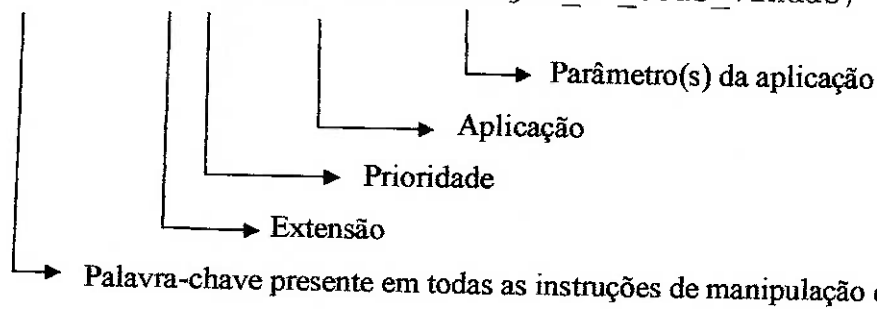 Parâmetro(s) da aplicação
Aplicação
Prioridade
Extensão
Palavra-chave presente em todas as instruções de manipulação